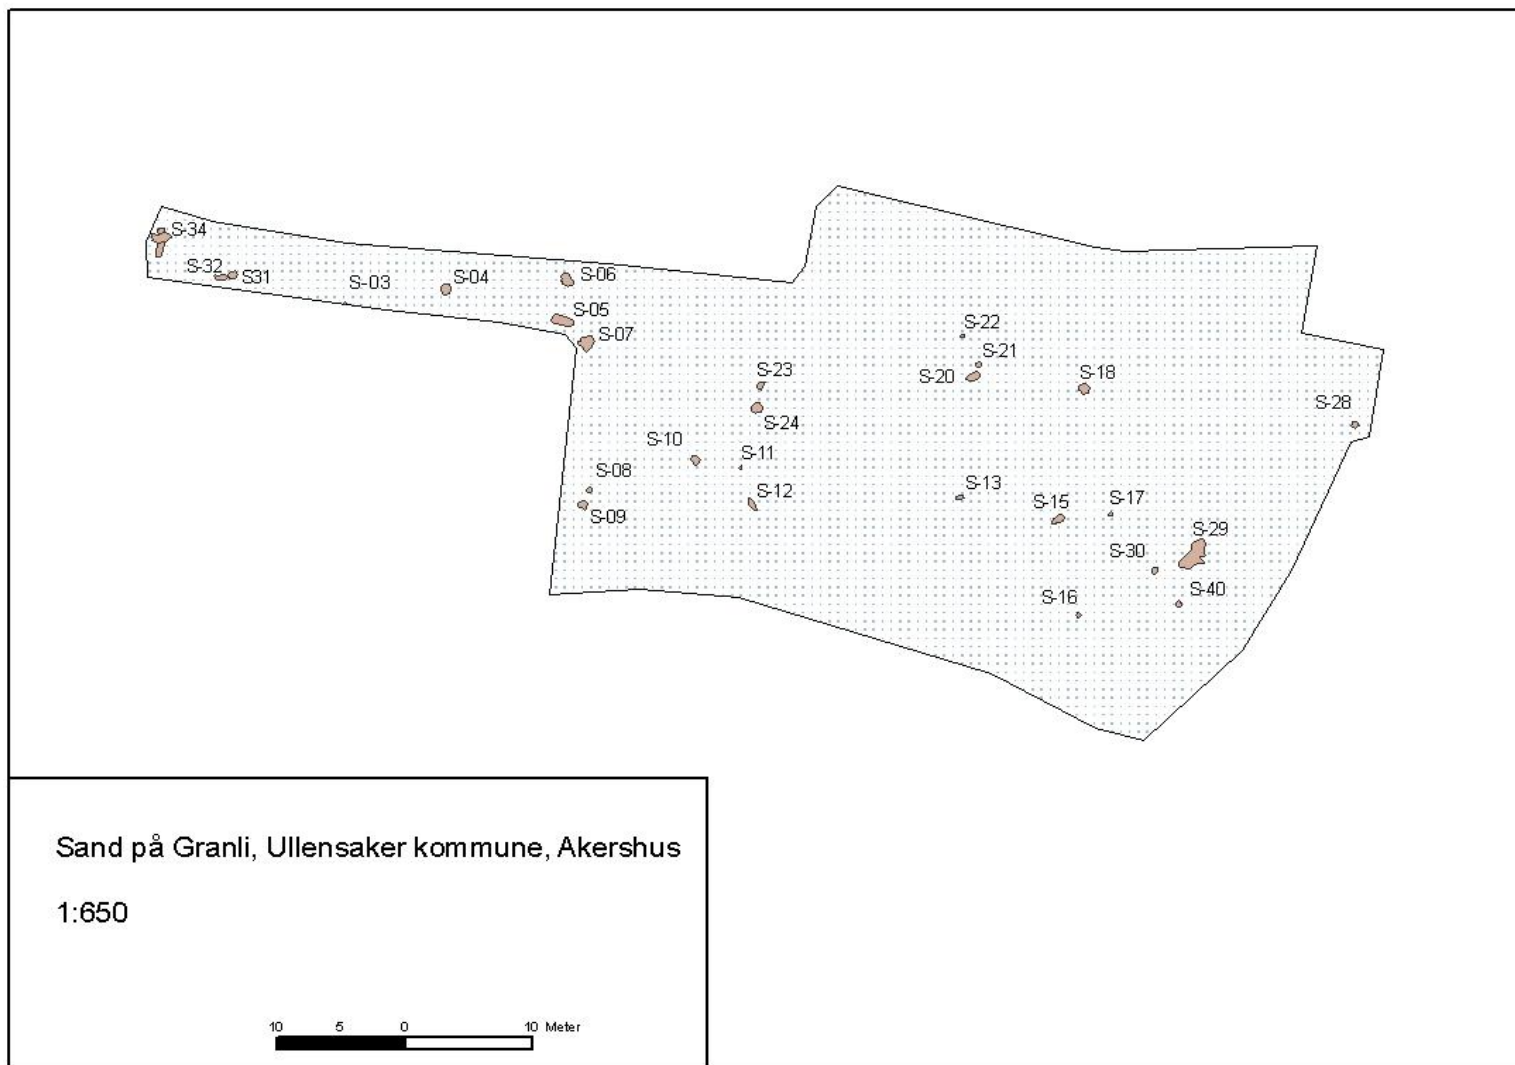 S-34
S-32 S31 S-03 S-04 S-06
S-05
S-07
S-22
S-21
S-23 S-20 S-18
S-28
S-24
S-10
S-11
S-08
S-12 S-13
S-09 S-15 S-17
S-29
S-30
S-16 S-40
Sand på Granli, Ullensaker kommune, Akershus
1:650
10 5 0 10 Meter